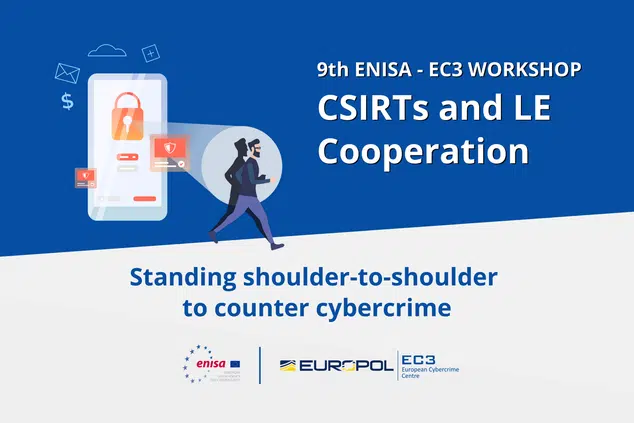 9th ENISA - EC3 WORKSHOP
CSIRTs and LE
Cooperation
$
Standing shoulder-to-shoulder
to counter cybercrime
enisa
EUROPOL
EC3
European Cybercrime
Centre